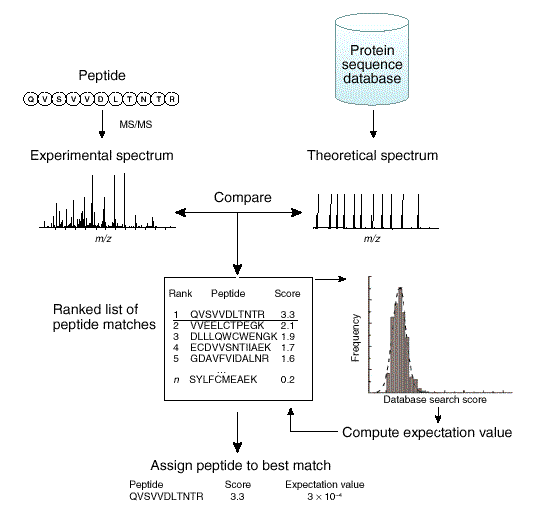 Protein
sequence
database
Peptide
Q V S V V D L T N T R
MS/MS
Experimental spectrum
Theoretical spectrum
Compare
m/z
m/z
Ranked list of
peptide matches
Rank Peptide Score
1 QVSVVDLTNTR 3.3
2 VVEELCTPEGK 2.1
3 DLLLQWCWENGK 1.9
4 ECDVVSNTIIAEK 1.7
5 GDAVFVIDALNR 1.6
...
n SYLFCMEAEK 0.2
Frequency
Database search score
Compute expectation value
Assign peptide to best match
Peptide Score Expectation value
QVSVVDLTNTR 3.3 3 × 10⁻⁴